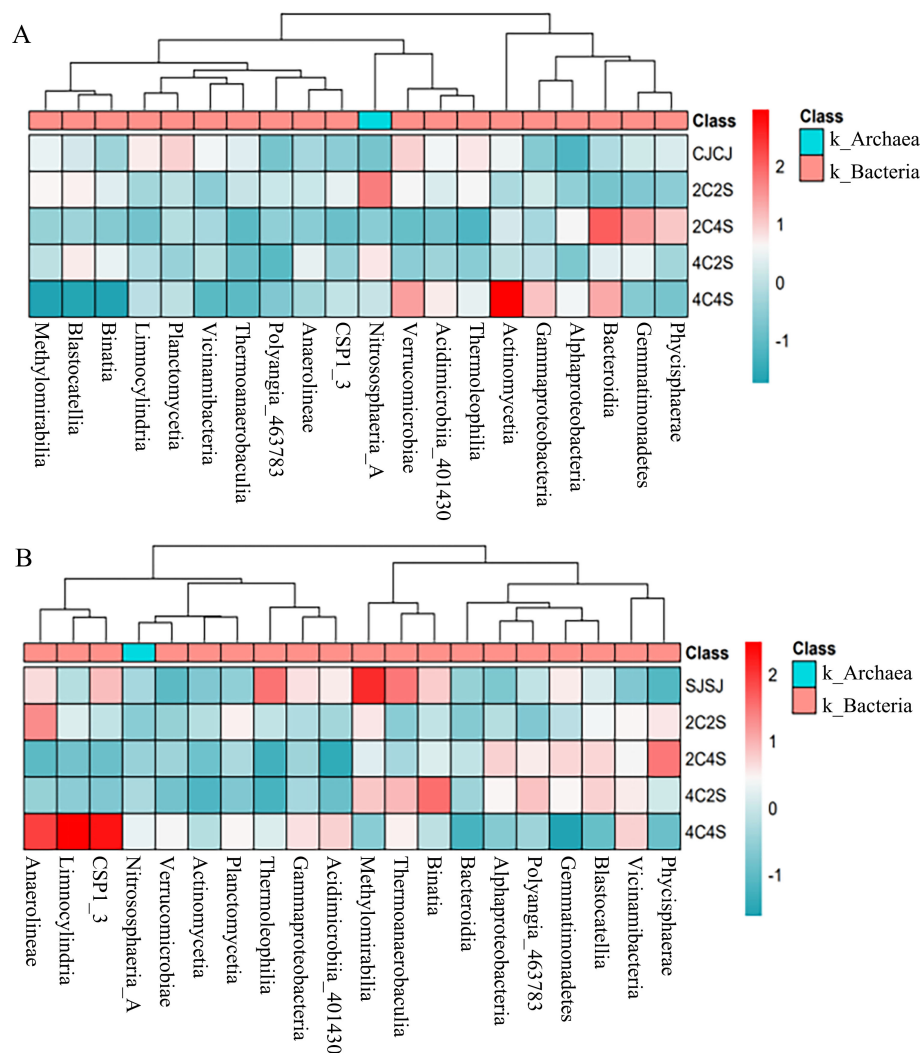 A
Class
CJCJ
2C2S
2C4S
4C2S
4C4S
Methylomirabilia
Blastocatellia
Binatia
Limnocylindria
Planctomycetia
Vicinamibacteria
Thermoanaerobaculia
Polyangia_463783
Anaerolineae
CSP1_3
Nitrososphaeria_A
Verrucomicrobiae
Acidimicrobiia_401430
Thermoleophilia
Actinomycetia
Gammaproteobacteria
Alphaproteobacteria
Bacteroidia
Gemmatimonadetes
Phycisphaerae
2
1
0
-1
Class
k_Archaea
k_Bacteria
B
Class
SJSJ
2C2S
2C4S
4C2S
4C4S
Anaerolineae
Limnocylindria
CSP1_3
Nitrososphaeria_A
Verrucomicrobiae
Actinomycetia
Planctomycetia
Thermoleophilia
Gammaproteobacteria
Acidimicrobiia_401430
Methylomirabilia
Thermoanaerobaculia
Binatia
Bacteroidia
Alphaproteobacteria
Polyangia_463783
Gemmatimonadetes
Blastocatellia
Vicinamibacteria
Phycisphaerae
2
1
0
-1
Class
k_Archaea
k_Bacteria